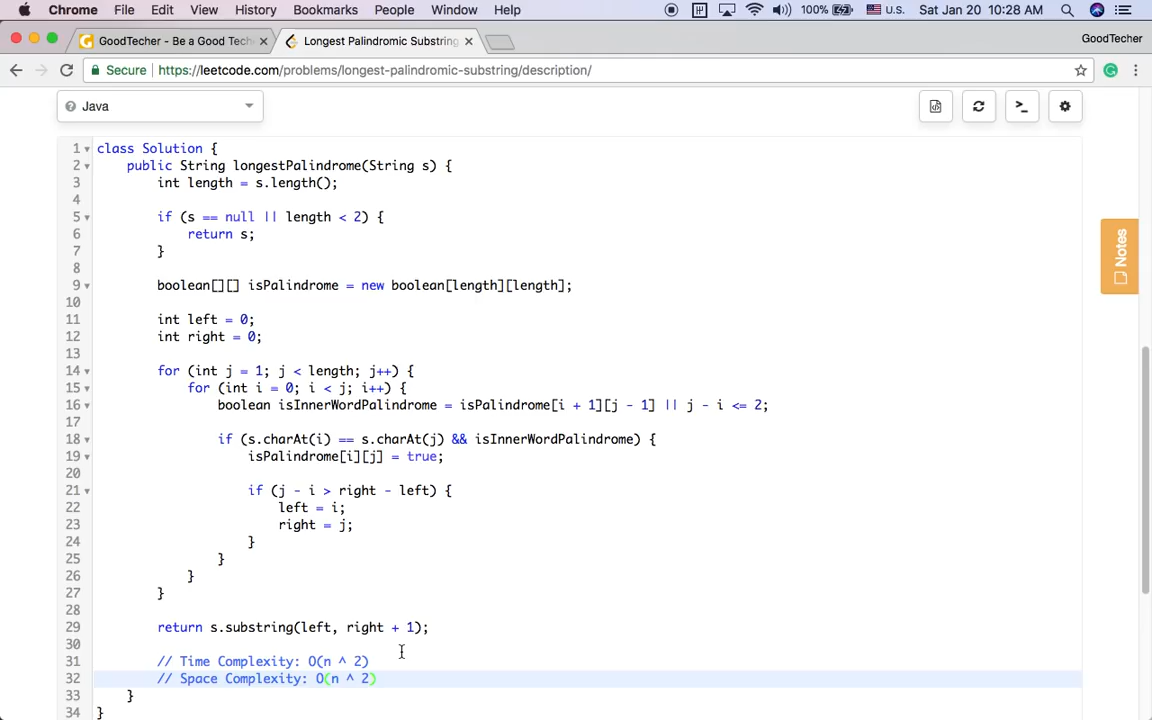 Chrome File Edit View History Bookmarks People Window Help 100% U.S. Sat Jan 20 10:28 AM
GoodTecher - Be a Good Tech Longest Palindromic Substring GoodTecher
Secure https://leetcode.com/problems/longest-palindromic-substring/description/
Java
1 class Solution {
2 public String longestPalindrome(String s) {
3 int length = s.length();
4
5 if (s == null || length < 2) {
6 return s;
7 }
8
9 boolean[][] isPalindrome = new boolean[length][length];
10
11 int left = 0;
12 int right = 0;
13
14 for (int j = 1; j < length; j++) {
15 for (int i = 0; i < j; i++) {
16 boolean isInnerWordPalindrome = isPalindrome[i + 1][j - 1] || j - i <= 2;
17
18 if (s.charAt(i) == s.charAt(j) && isInnerWordPalindrome) {
19 isPalindrome[i][j] = true;
20
21 if (j - i > right - left) {
22 left = i;
23 right = j;
24 }
25 }
26 }
27 }
28
29 return s.substring(left, right + 1);
30
31 // Time Complexity: O(n ^ 2)
32 // Space Complexity: O(n ^ 2)
33 }
34 }
Notes